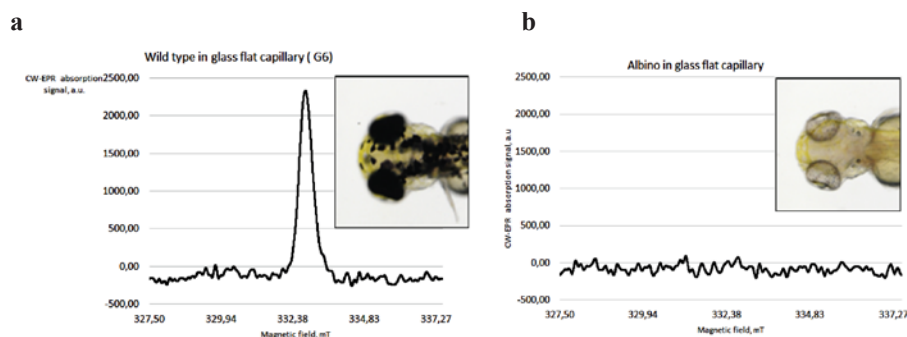 a
Wild type in glass flat capillary ( G6)
CW-EPR absorption
signal, a.u.
2500,00
2000,00
1500,00
1000,00
500,00
0,00
-500,00
327,50 329,94 332,38 334,83 337,27
Magnetic field, mT
b
Albino in glass flat capillary
CW-EPR absorption signal, a.u
2500,00
2000,00
1500,00
1000,00
500,00
0,00
-500,00
327,50 329,94 332,38 334,83 337,27
Magnetic field, mT